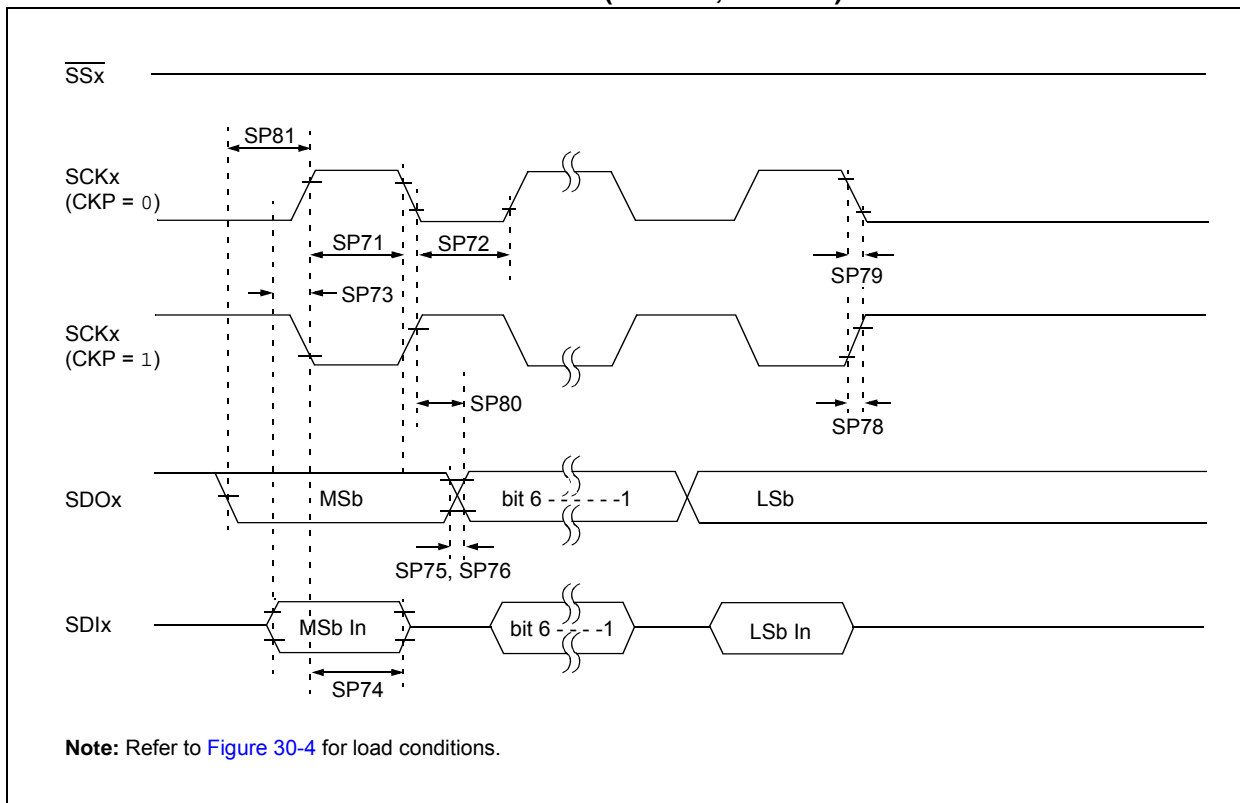 SSx
SP81
SCKx
(CKP = 0)
SP71
SP72
SP79
SP73
SCKx
(CKP = 1)
SP80
SP78
SDOx
MSb
bit 6 - - - - - -1
LSb
SP75, SP76
SDIx
MSb In
bit 6 - - - -1
LSb In
SP74
Note: Refer to Figure 30-4 for load conditions.